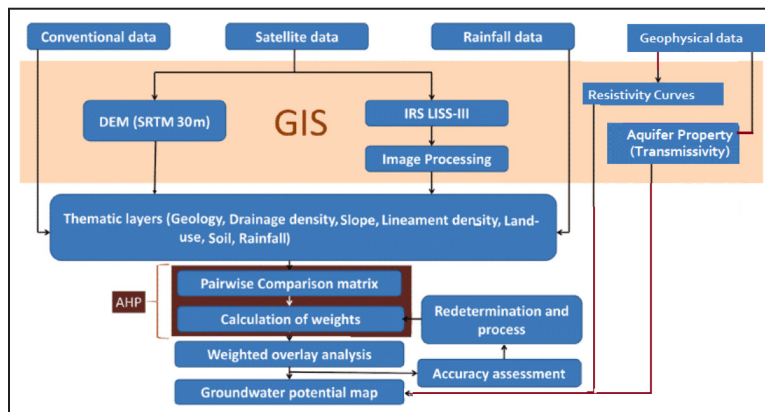 Conventional data
Satellite data
Rainfall data
Geophysical data
GIS
DEM (SRTM 30m)
IRS LISS-III
Resistivity Curves
Image Processing
Aquifer Property
(Transmissivity)
Thematic layers (Geology, Drainage density, Slope, Lineament density, Land-
use, Soil, Rainfall)
AHP
Pairwise Comparison matrix
Calculation of weights
Redetermination and
process
Weighted overlay analysis
Accuracy assessment
Groundwater potential map